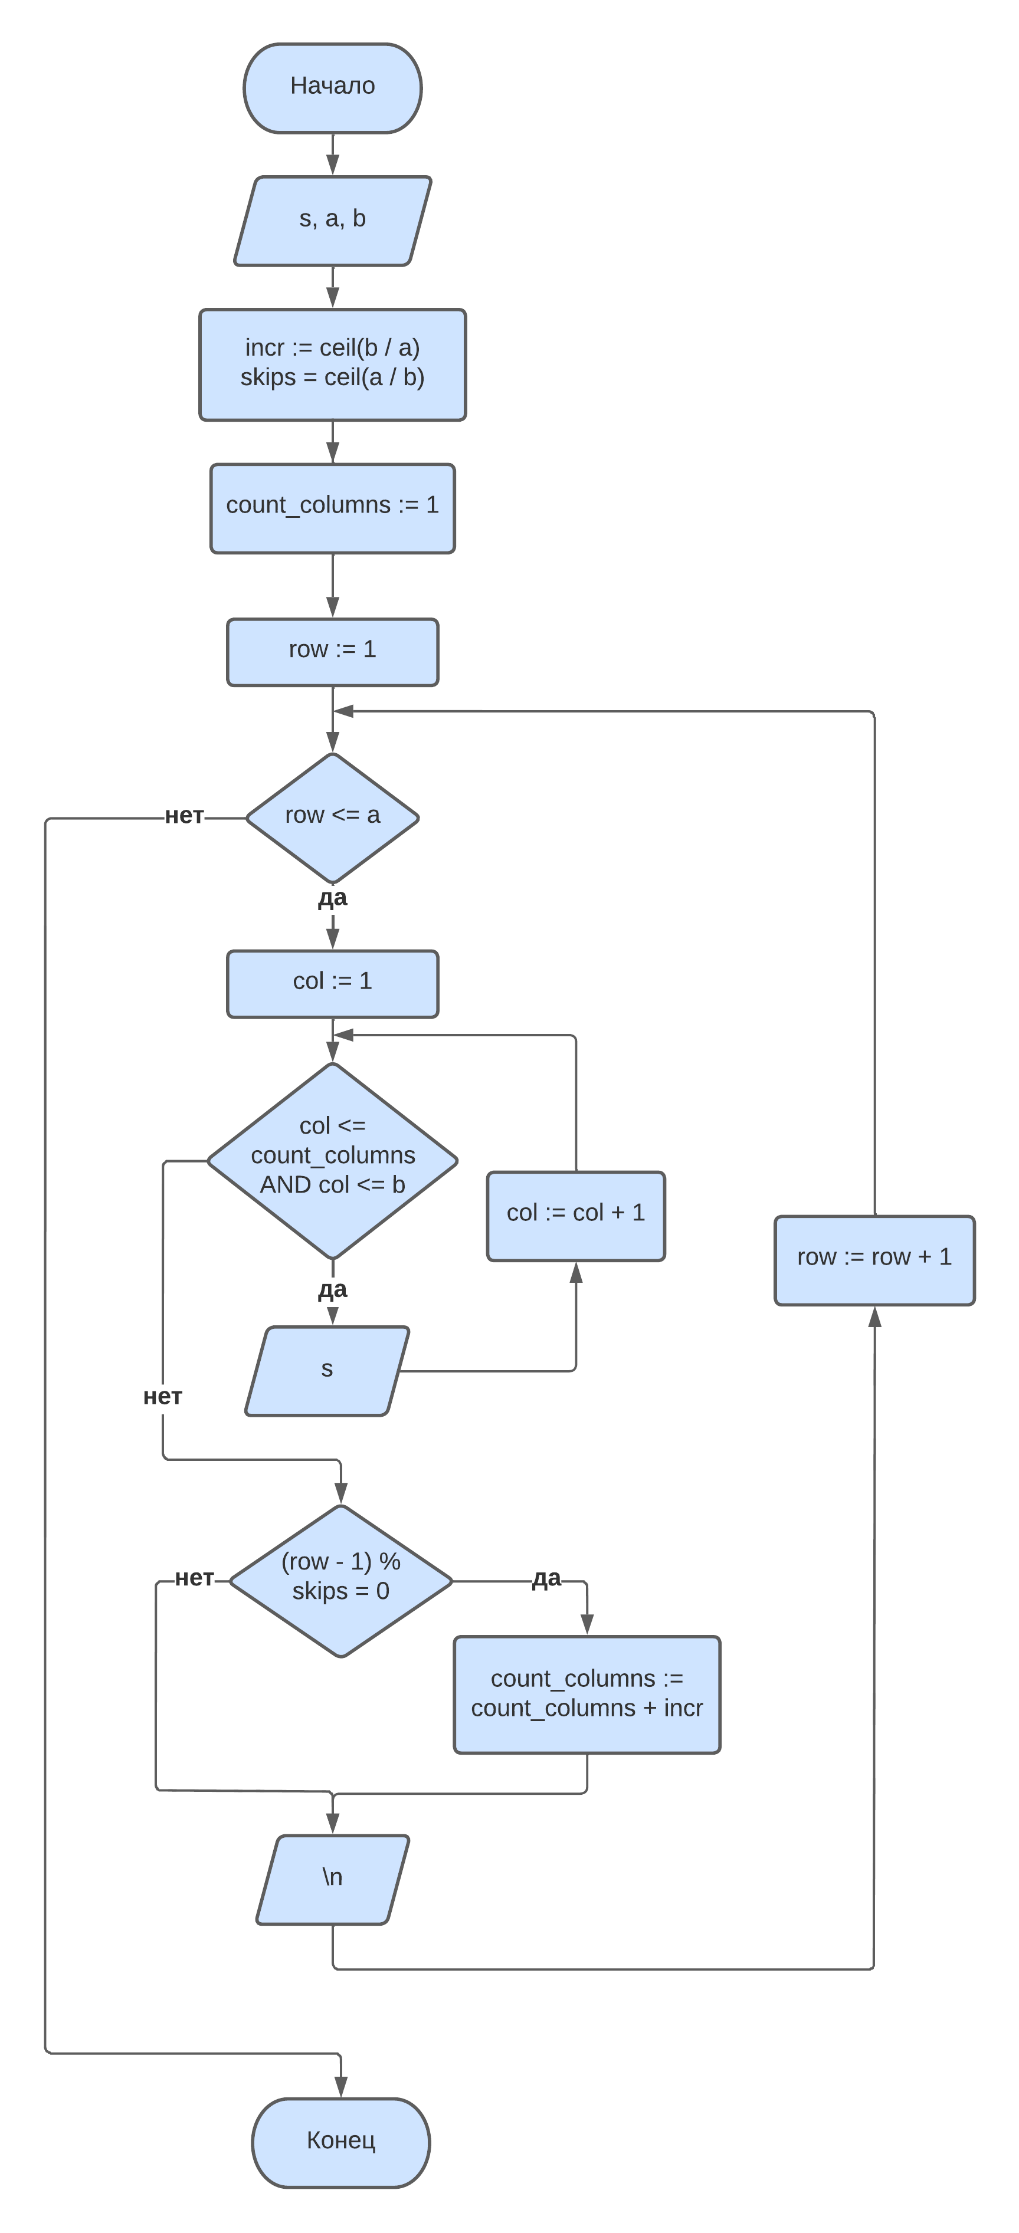 Начало
s, a, b
incr := ceil(b / a)
skips = ceil(a / b)
count_columns := 1
row := 1
row <= a
нет
да
col := 1
col <=
count_columns
AND col <= b
col := col + 1
row := row + 1
да
s
нет
(row - 1) %
skips = 0
нет
да
count_columns :=
count_columns + incr
\n
Конец